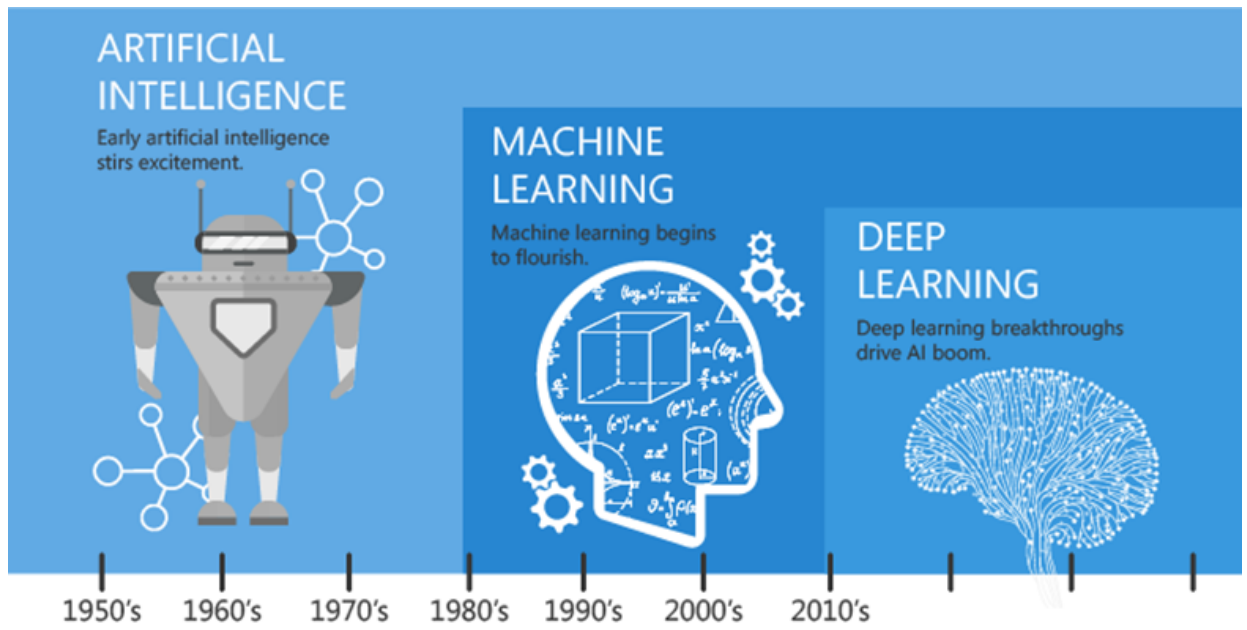 ARTIFICIAL
INTELLIGENCE
Early artificial intelligence
stirs excitement.
MACHINE
LEARNING
Machine learning begins
to flourish.
DEEP
LEARNING
Deep learning breakthroughs
drive AI boom.
1950's 1960's 1970's 1980's 1990's 2000's 2010's